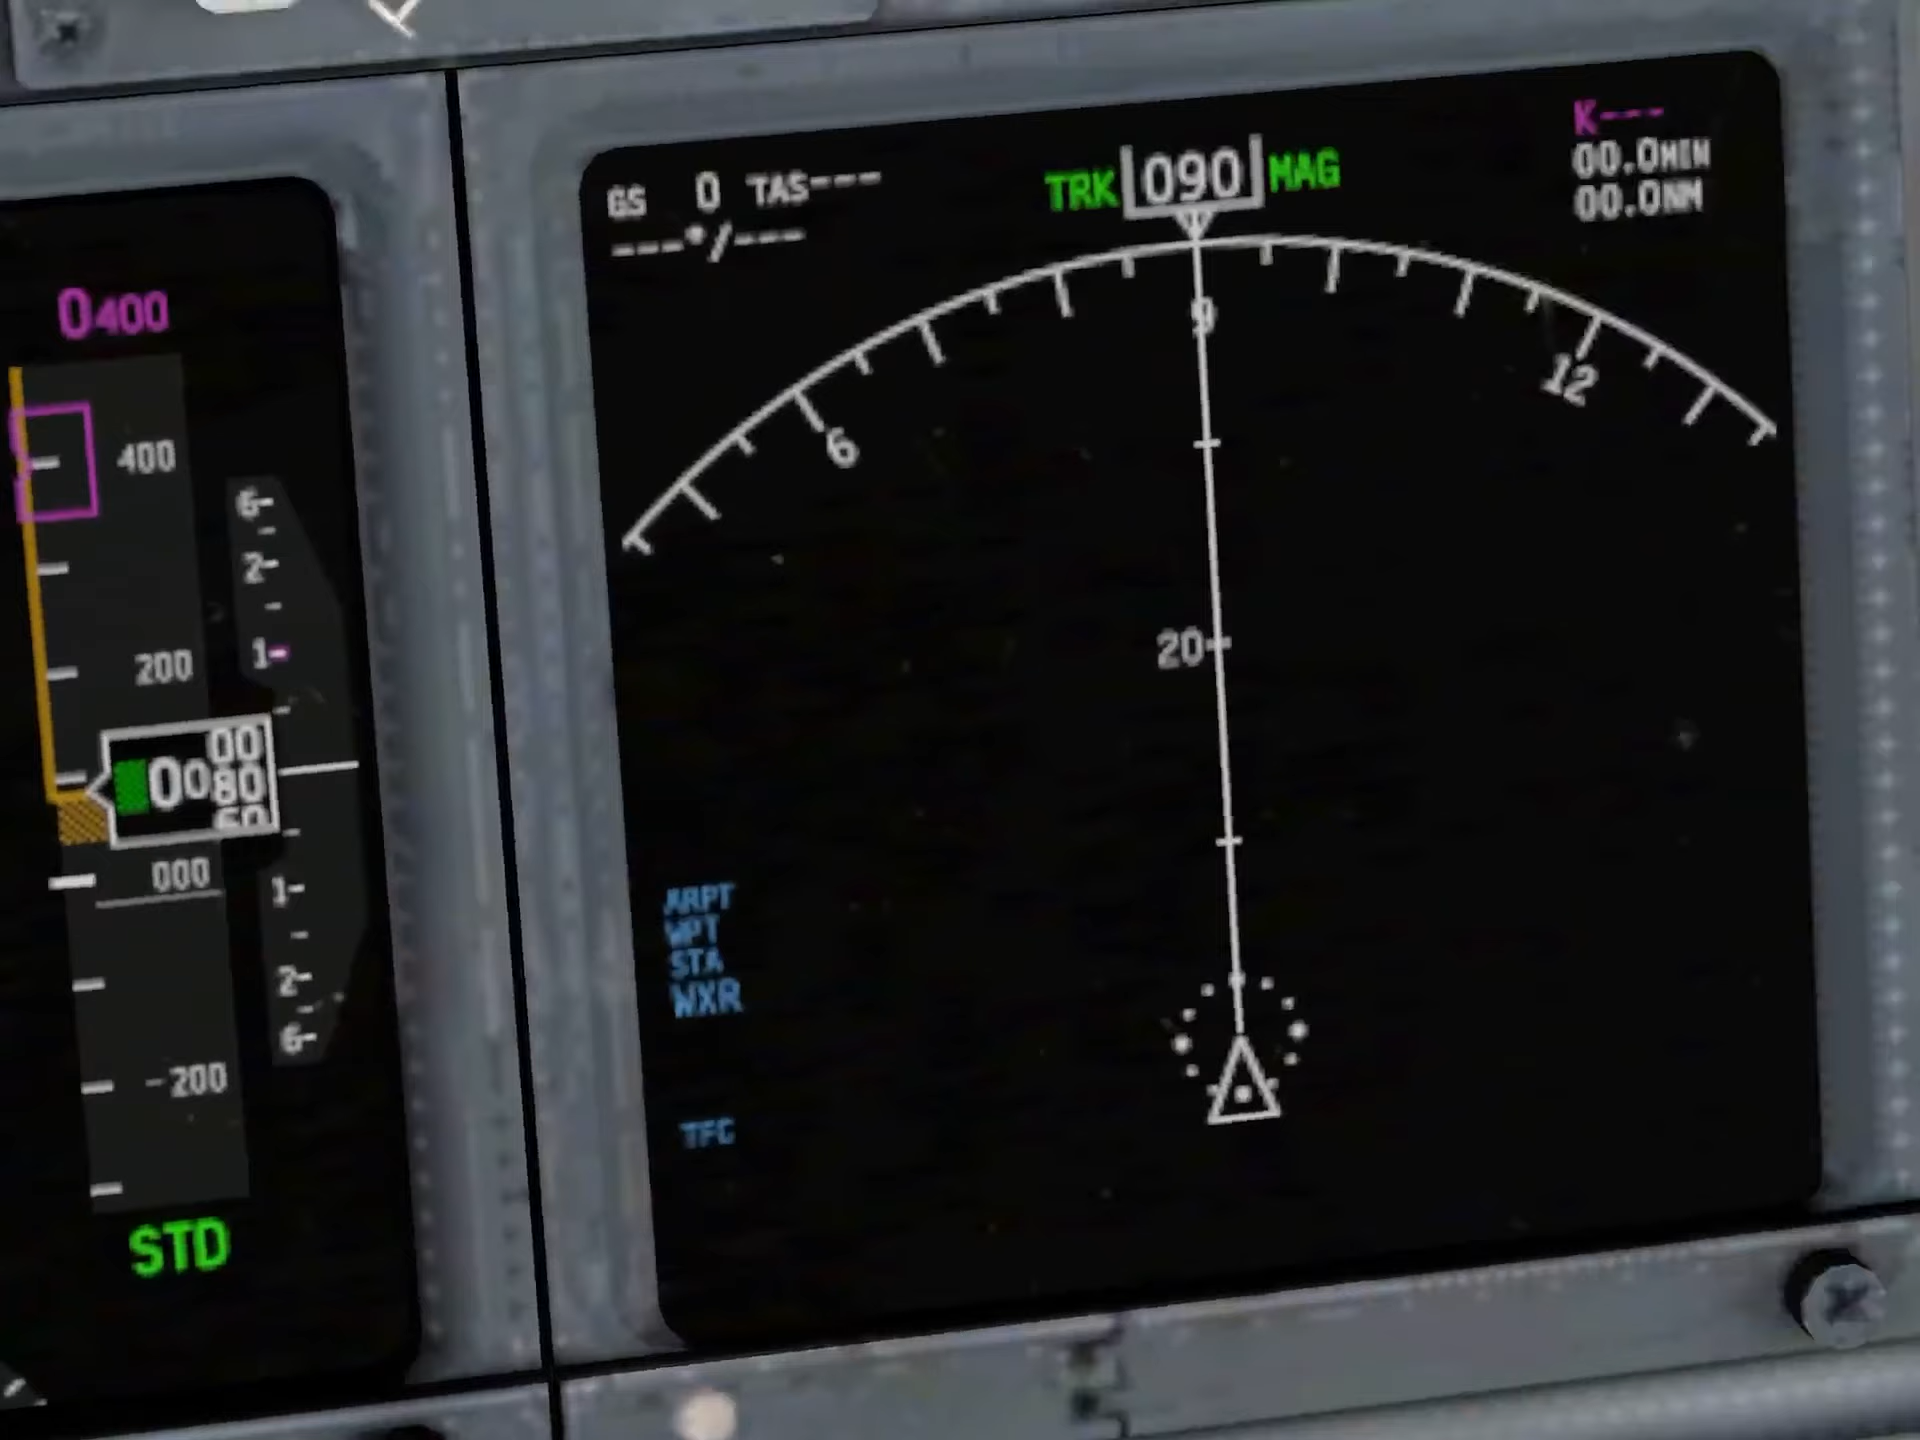 0400
400
6
2
1
200
00
0080
60
000
1
2
6
-200
STD
GS 0 TAS---
---°/---
TRK 090 MAG
K---
00.0MIN
00.0NM
6
9
12
20
ARPT
WPT
STA
WXR
TFC